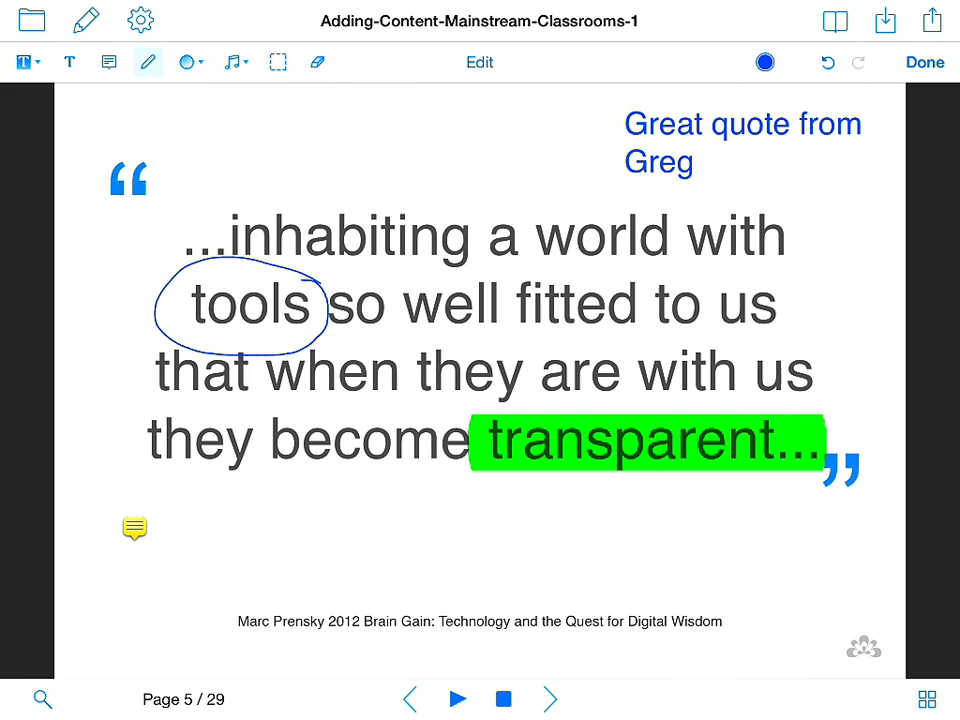 Adding-Content-Mainstream-Classrooms-1
T T Edit Done
Great quote from
Greg
“
...inhabiting a world with
tools so well fitted to us
that when they are with us
they become transparent...
”
Marc Prensky 2012 Brain Gain: Technology and the Quest for Digital Wisdom
Page 5 / 29